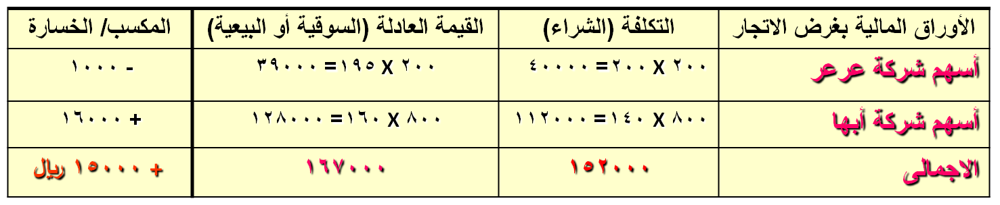 الأوراق المالية بغرض الاتجار التكلفة (الشراء) القيمة العادلة (السوقية أو البيعية) المكسب/ الخسارة
أسهم شركة عرعر ٢٠٠ X ٢٠٠ = ٤٠٠٠٠ ٢٠٠ X ١٩٥ = ٣٩٠٠٠ - ١٠٠٠
أسهم شركة أبها ٨٠٠ X ١٤٠ = ١١٢٠٠٠ ٨٠٠ X ١٦٠ = ١٢٨٠٠٠ + ١٦٠٠٠
الاجمالى ١٥٢٠٠٠ ١٦٧٠٠٠ + ١٥٠٠٠ ريال